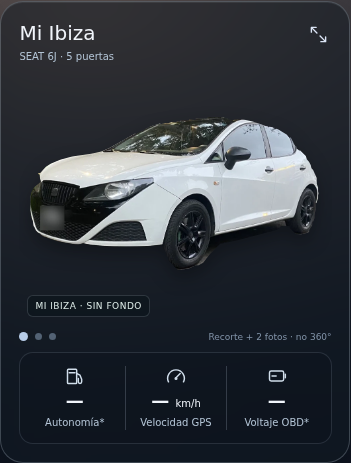 Mi Ibiza
SEAT 6J · 5 puertas
MI IBIZA · SIN FONDO
Recorte + 2 fotos · no 360°
— — km/h —
Autonomía* Velocidad GPS Voltaje OBD*